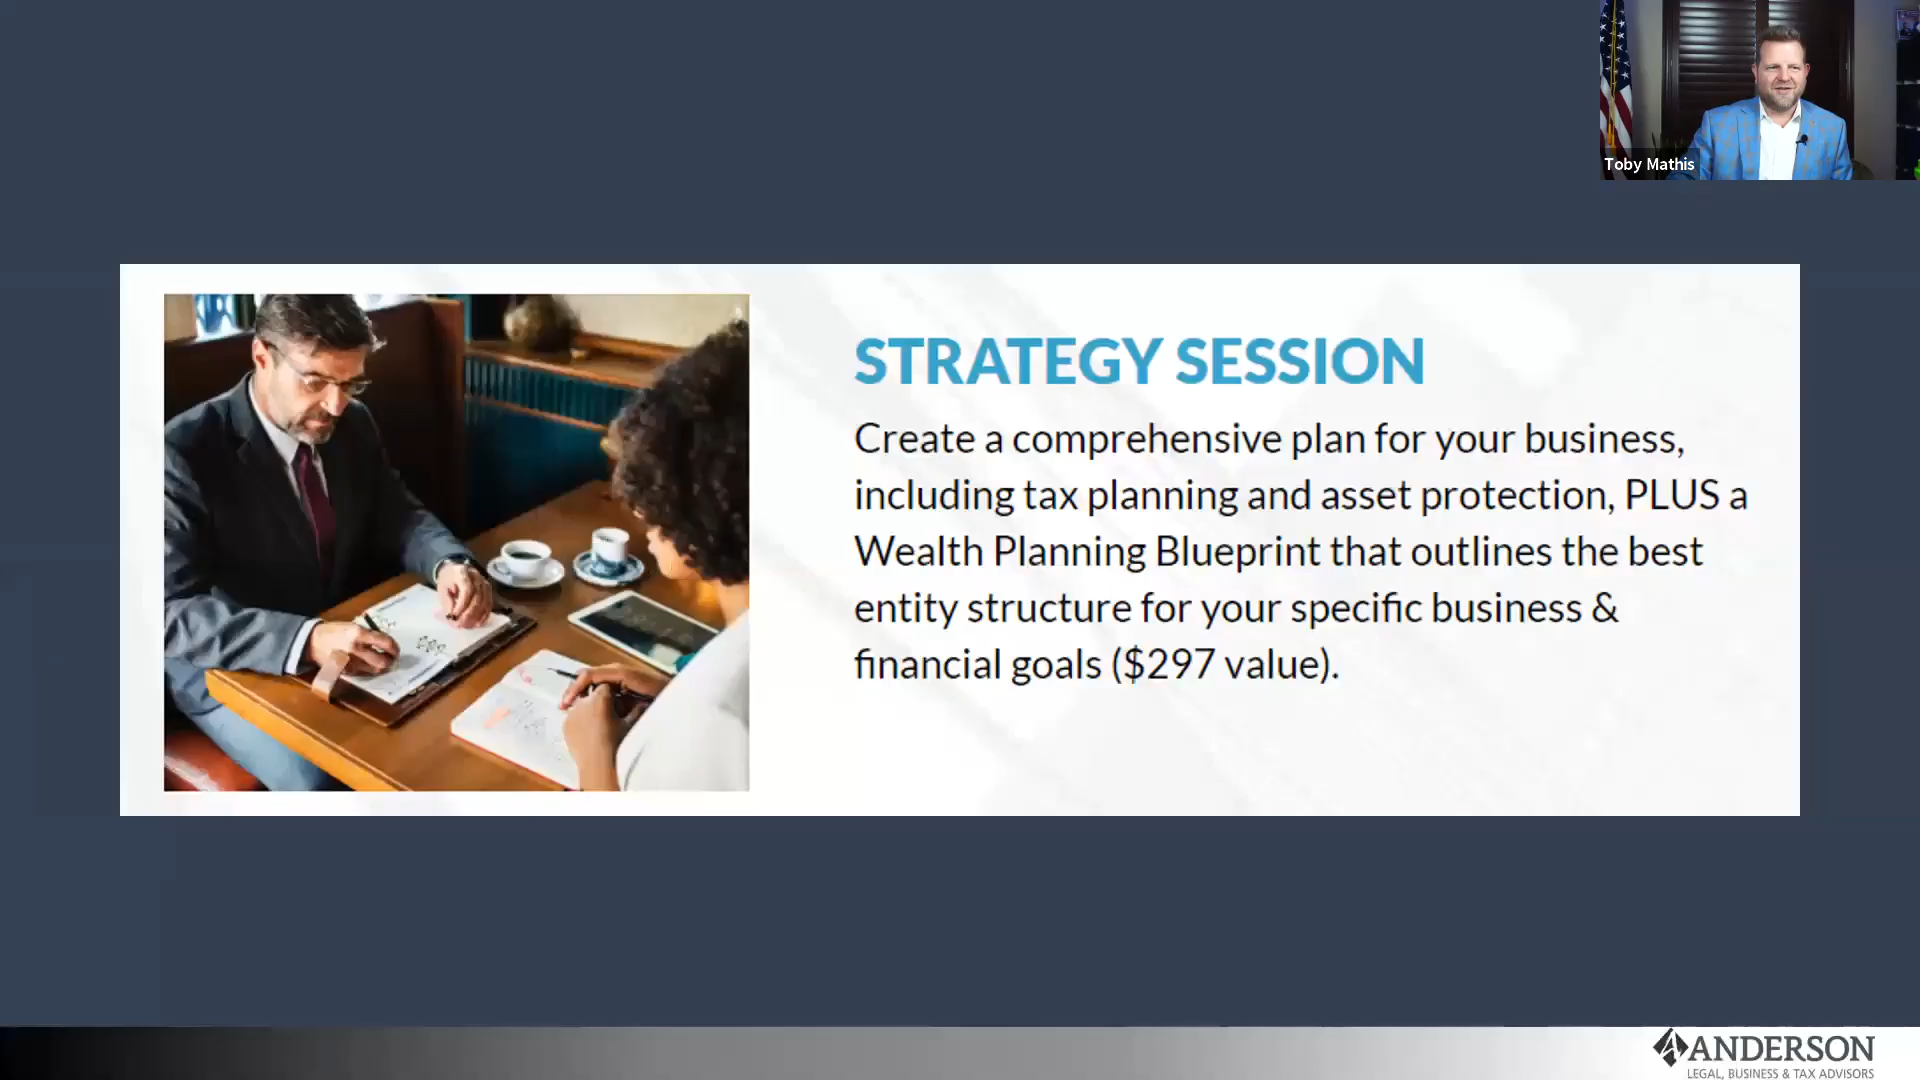 Toby Mathis
STRATEGY SESSION
Create a comprehensive plan for your business,
including tax planning and asset protection, PLUS a
Wealth Planning Blueprint that outlines the best
entity structure for your specific business &
financial goals ($297 value).
ANDERSON
LEGAL, BUSINESS & TAX ADVISORS